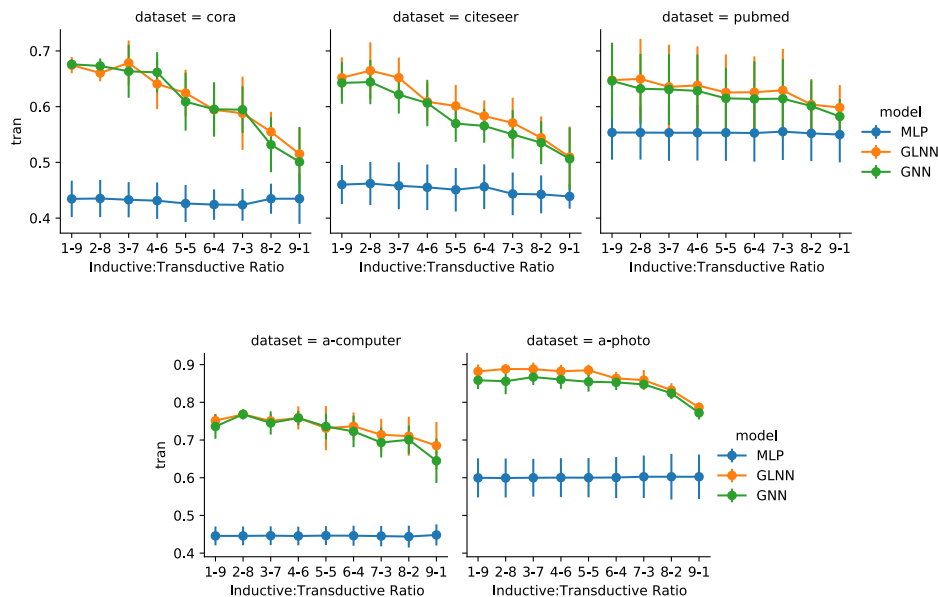 dataset = cora
dataset = citeseer
dataset = pubmed
0.7
0.6
0.5
0.4
tran
1-9 2-8 3-7 4-6 5-5 6-4 7-3 8-2 9-1
1-9 2-8 3-7 4-6 5-5 6-4 7-3 8-2 9-1
1-9 2-8 3-7 4-6 5-5 6-4 7-3 8-2 9-1
Inductive:Transductive Ratio
Inductive:Transductive Ratio
Inductive:Transductive Ratio
model
MLP
GLNN
GNN
dataset = a-computer
dataset = a-photo
0.9
0.8
0.7
0.6
0.5
0.4
tran
1-9 2-8 3-7 4-6 5-5 6-4 7-3 8-2 9-1
1-9 2-8 3-7 4-6 5-5 6-4 7-3 8-2 9-1
Inductive:Transductive Ratio
Inductive:Transductive Ratio
model
MLP
GLNN
GNN